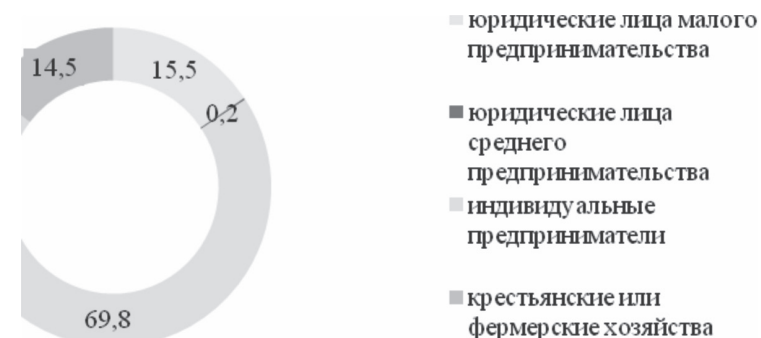 14,5
15,5
0,2
69,8
юридические лица малого
предпринимательства
юридические лица
среднего
предпринимательства
индивидуальные
предприниматели
крестьянские или
фермерские хозяйства